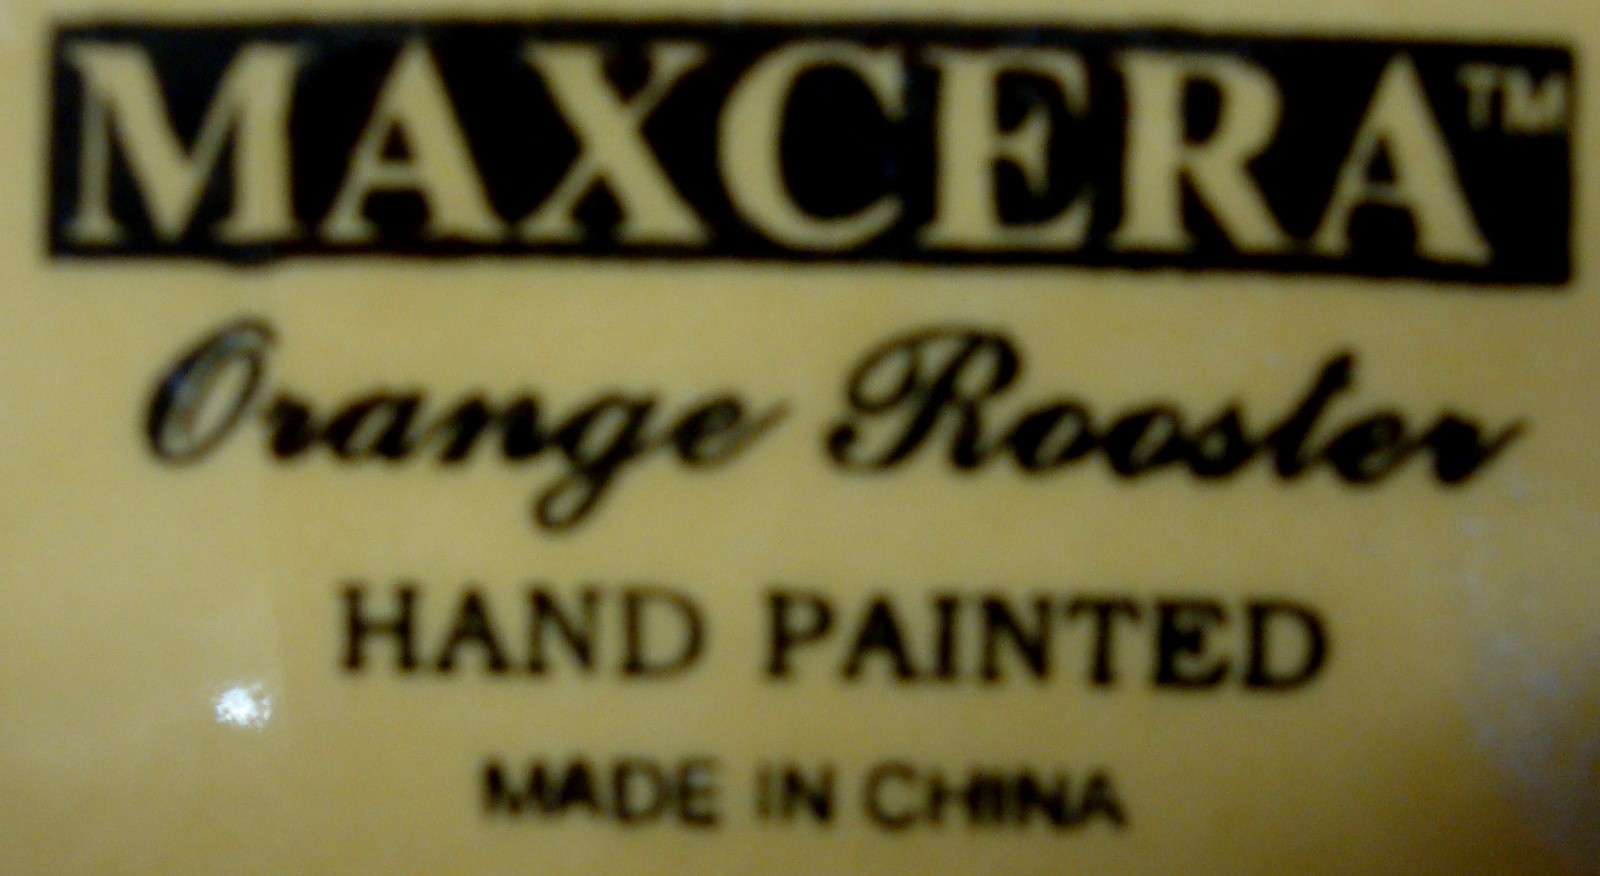 MAXCERA™
Orange Rooster
HAND PAINTED
MADE IN CHINA